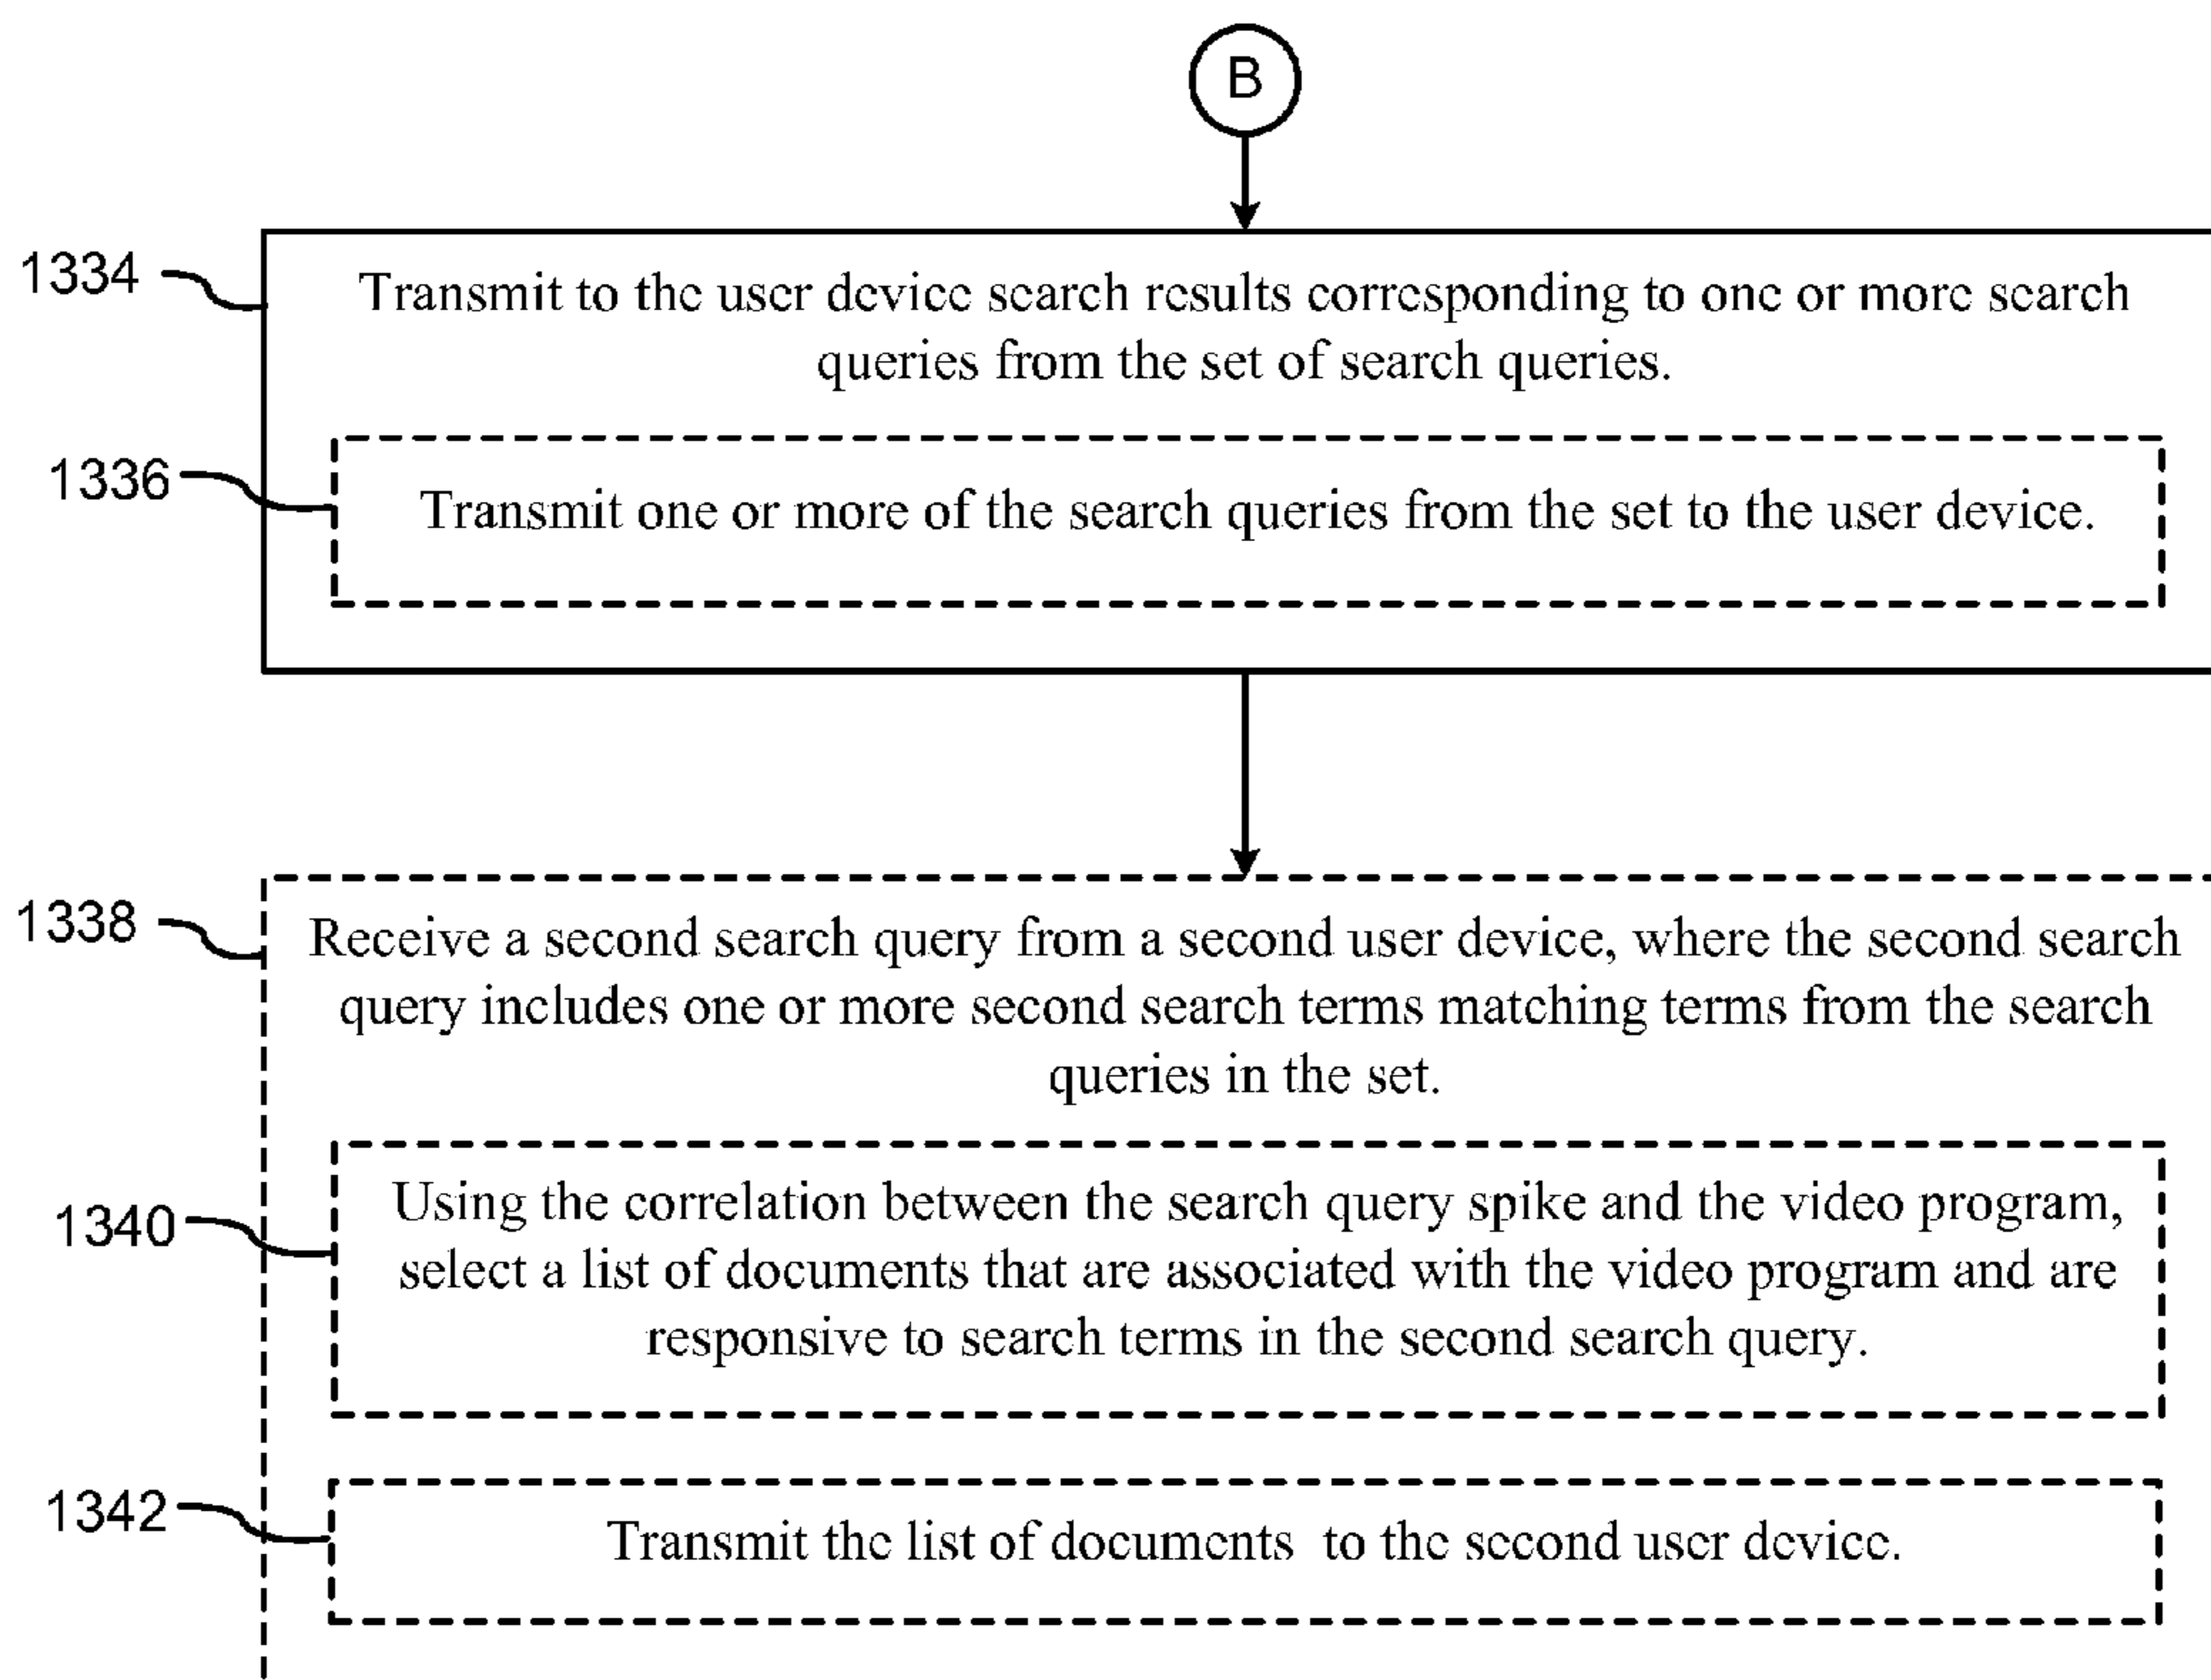 B
1334
Transmit to the user device search results corresponding to one or more search
queries from the set of search queries.
1336
Transmit one or more of the search queries from the set to the user device.
1338
Receive a second search query from a second user device, where the second search
query includes one or more second search terms matching terms from the search
queries in the set.
1340
Using the correlation between the search query spike and the video program,
select a list of documents that are associated with the video program and are
responsive to search terms in the second search query.
1342
Transmit the list of documents to the second user device.